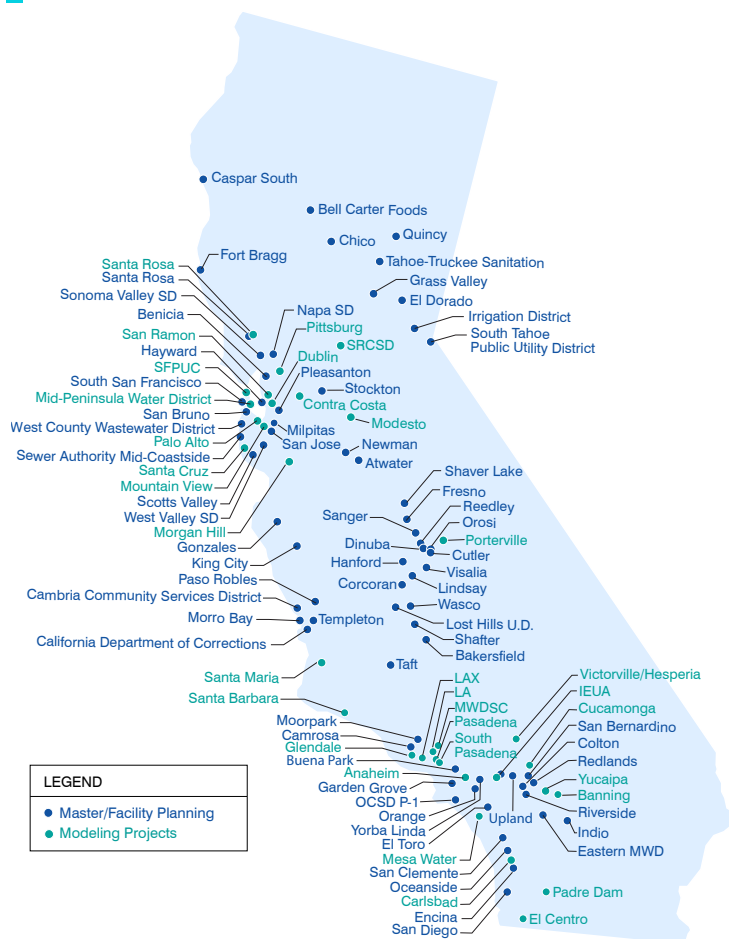 Caspar South
Bell Carter Foods
Chico
Quincy
Tahoe-Truckee Sanitation
Fort Bragg
Grass Valley
El Dorado
Irrigation District
South Tahoe
Public Utility District
Santa Rosa
Santa Rosa
Sonoma Valley SD
Benicia
San Ramon
Hayward
SFPUC
South San Francisco
Mid-Peninsula Water District
San Bruno
West County Wastewater District
Palo Alto
Sewer Authority Mid-Coastside
Santa Cruz
Mountain View
Scotts Valley
West Valley SD
Morgan Hill
Gonzales
King City
Paso Robles
Cambria Community Services District
Morro Bay
Templeton
California Department of Corrections
Napa SD
Pittsburg
SRCSD
Dublin
Pleasanton
Stockton
Contra Costa
Modesto
Milpitas
San Jose
Newman
Atwater
Shaver Lake
Fresno
Reedley
Sanger
Orosi
Dinuba
Porterville
Cutler
Hanford
Visalia
Corcoran
Lindsay
Wasco
Lost Hills U.D.
Shafter
Bakersfield
Taft
Santa Maria
Santa Barbara
Moorpark
Camrosa
Glendale
Buena Park
Anaheim
Garden Grove
OCSD P-1
Orange
Yorba Linda
El Toro
Mesa Water
San Clemente
Oceanside
Carlsbad
Encina
San Diego
LAX
LA
MWDSC
Pasadena
South
Pasadena
Victorville/Hesperia
IEUA
Cucamonga
San Bernardino
Colton
Redlands
Yucaipa
Banning
Riverside
Upland
Indio
Eastern MWD
Padre Dam
El Centro
LEGEND
Master/Facility Planning
Modeling Projects